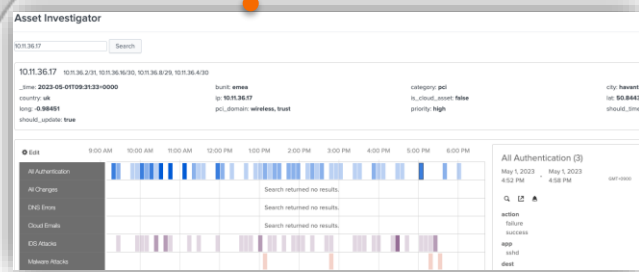 Asset Investigator
10.11.36.17 Search
10.11.36.17 10.11.36.2/31, 10.11.36.16/30, 10.11.36.8/29, 10.11.36.4/30
_time: 2023-05-01T09:31:33+0000 bunit: emea category: pci city: havant
country: uk ip: 10.11.36.17 is_cloud_asset: false lat: 50.8443
long: -0.98451 pci_domain: wireless, trust priority: high should_time
should_update: true
Edit 9:00 AM 10:00 AM 11:00 AM 12:00 PM 1:00 PM 2:00 PM 3:00 PM 4:00 PM 5:00 PM 6:00 PM
All Authentication
All Changes Search returned no results.
DNS Errors Search returned no results.
Cloud Emails Search returned no results.
IDS Attacks
Malware Attacks
All Authentication (3)
May 1, 2023 - May 1, 2023
4:52 PM 4:58 PM GMT+0100
action
failure
success
app
sshd
dest